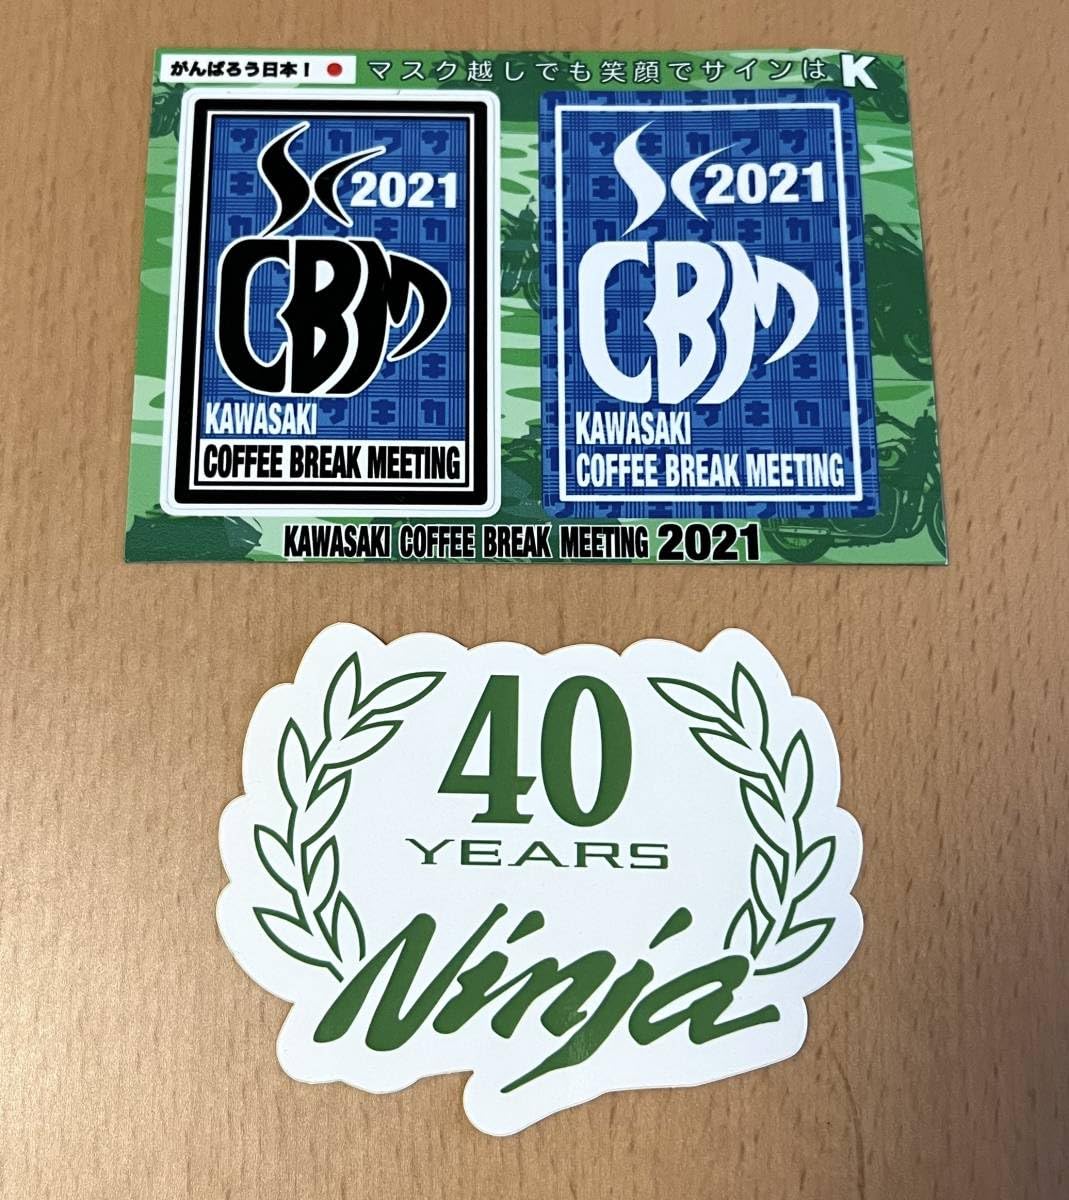 がんばろう日本！ マスク越しでも笑顔でサインは K
2021
CBM
KAWASAKI
COFFEE BREAK MEETING
2021
CBM
KAWASAKI
COFFEE BREAK MEETING
KAWASAKI COFFEE BREAK MEETING 2021
40
YEARS
Ninja